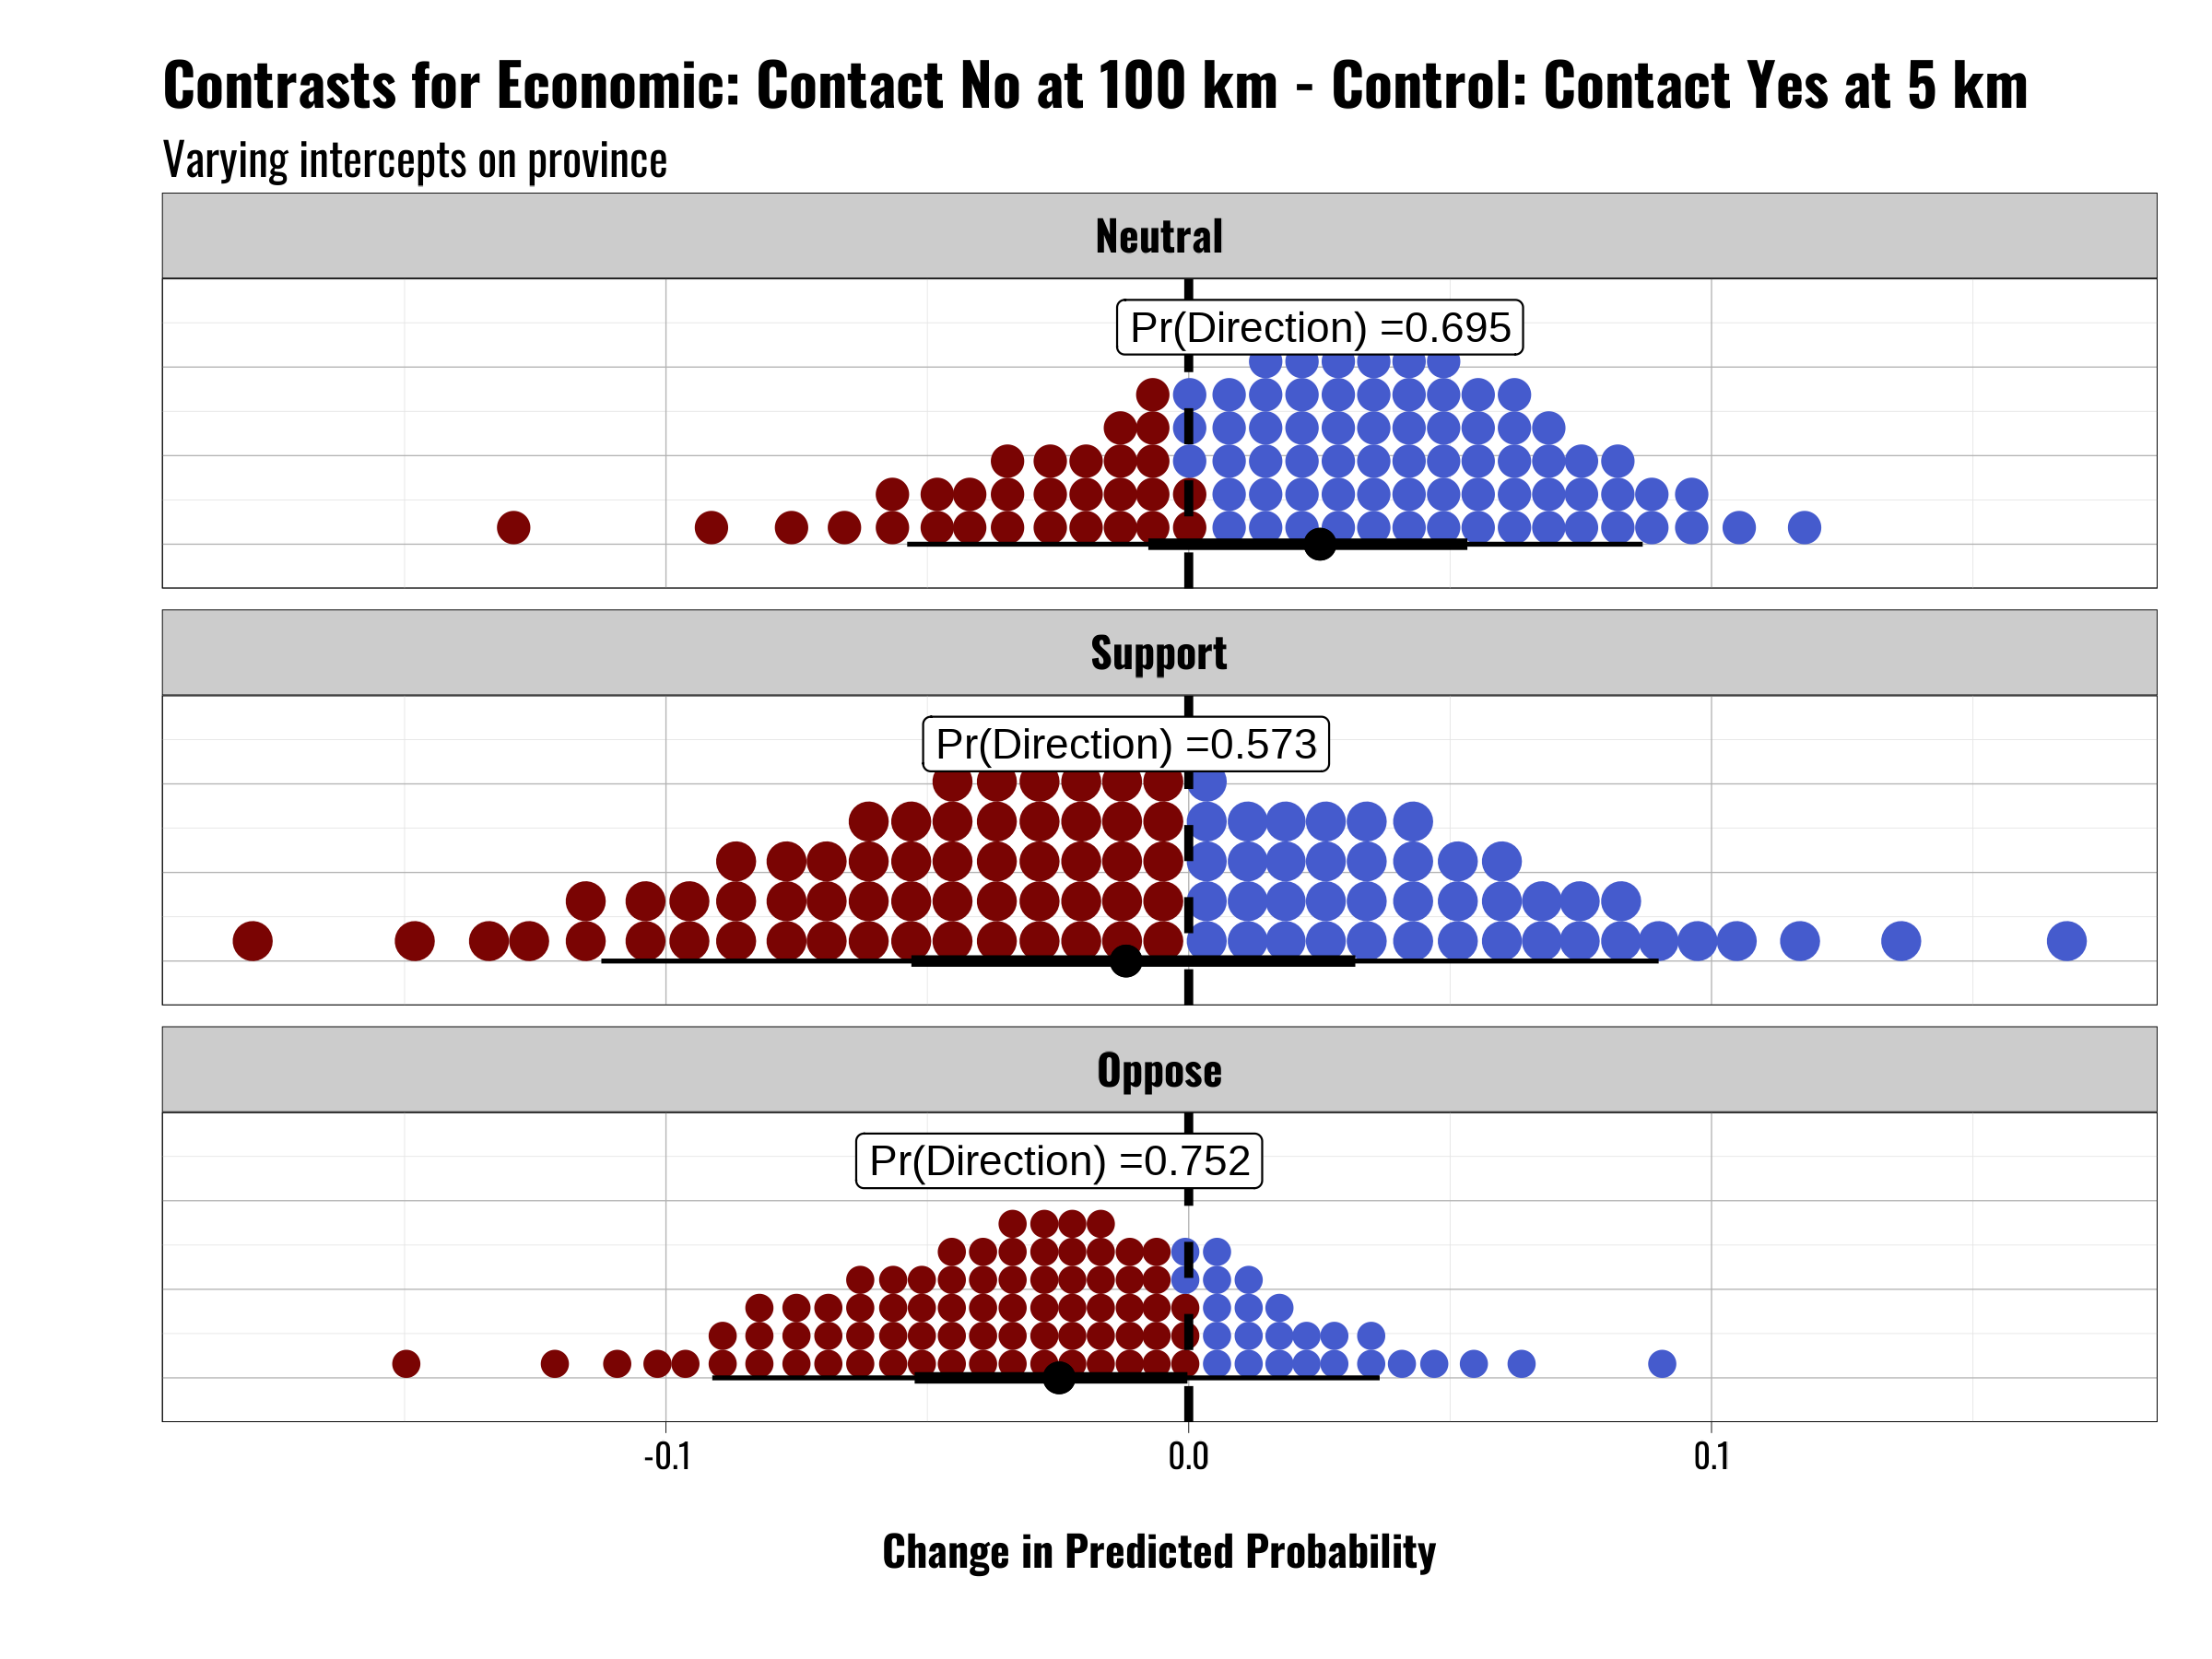 Contrasts for Economic: Contact No at 100 km - Control: Contact Yes at 5 km
Varying intercepts on province
Neutral
Pr(Direction) =0.695
Support
Pr(Direction) =0.573
Oppose
Pr(Direction) =0.752
-0.1 0.0 0.1
Change in Predicted Probability